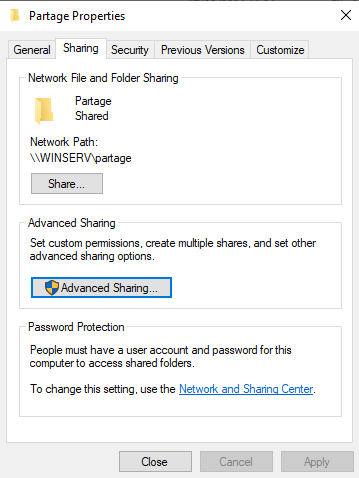 Partage Properties
General
Sharing
Security
Previous Versions
Customize
Network File and Folder Sharing
Partage
Shared
Network Path:
\\WINSERV\partage
Share...
Advanced Sharing
Set custom permissions, create multiple shares, and set other
advanced sharing options.
Advanced Sharing...
Password Protection
People must have a user account and password for this
computer to access shared folders.
To change this setting, use the Network and Sharing Center.
Close
Cancel
Apply